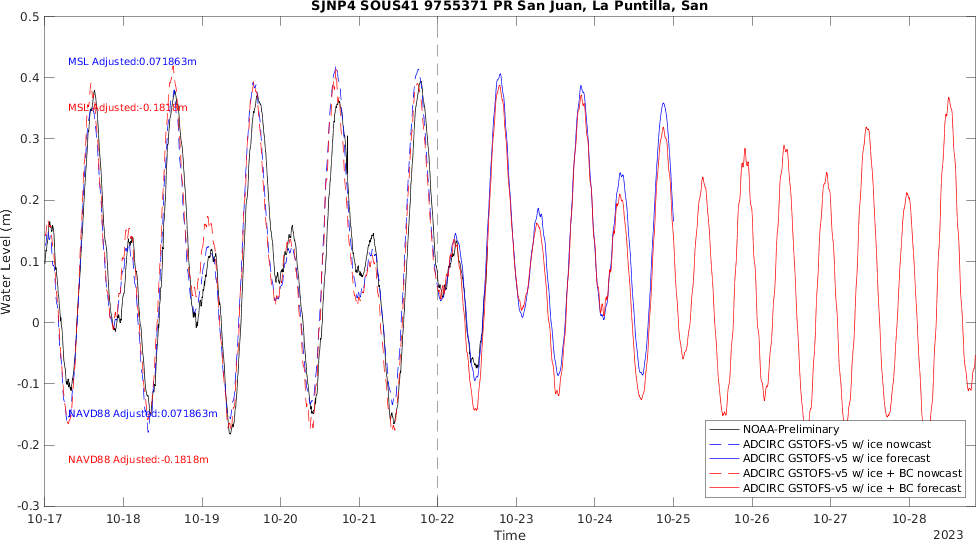 SJNP4 SOUS41 9755371 PR San Juan, La Puntilla, San
Water Level (m)
0.5
0.4
0.3
0.2
0.1
0
-0.1
-0.2
-0.3
MSL Adjusted:0.071863m
MSL Adjusted:-0.1818m
NAVD88 Adjusted:0.071863m
NAVD88 Adjusted:-0.1818m
NOAA-Preliminary
ADCIRC GSTOFS-v5 w/ ice nowcast
ADCIRC GSTOFS-v5 w/ ice forecast
ADCIRC GSTOFS-v5 w/ ice + BC nowcast
ADCIRC GSTOFS-v5 w/ ice + BC forecast
10-17 10-18 10-19 10-20 10-21 10-22 10-23 10-24 10-25 10-26 10-27 10-28
Time
2023